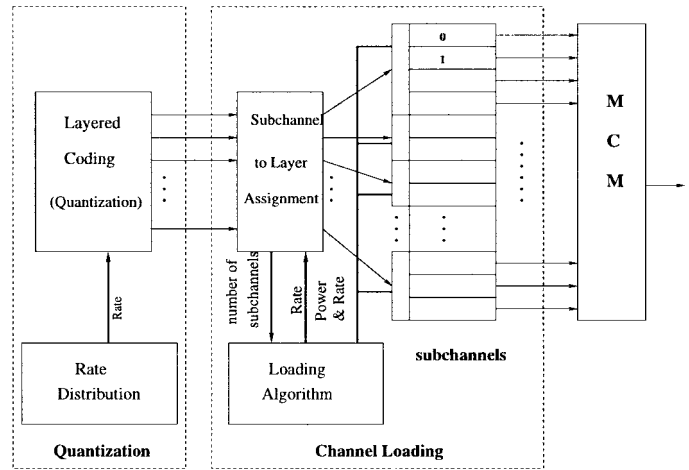 Layered
Coding
(Quantization)
Rate
Rate
Distribution
Quantization
Subchannel
to Layer
Assignment
number of
subchannels
Rate
Power
& Rate
Loading
Algorithm
Channel Loading
0
1
subchannels
M
C
M